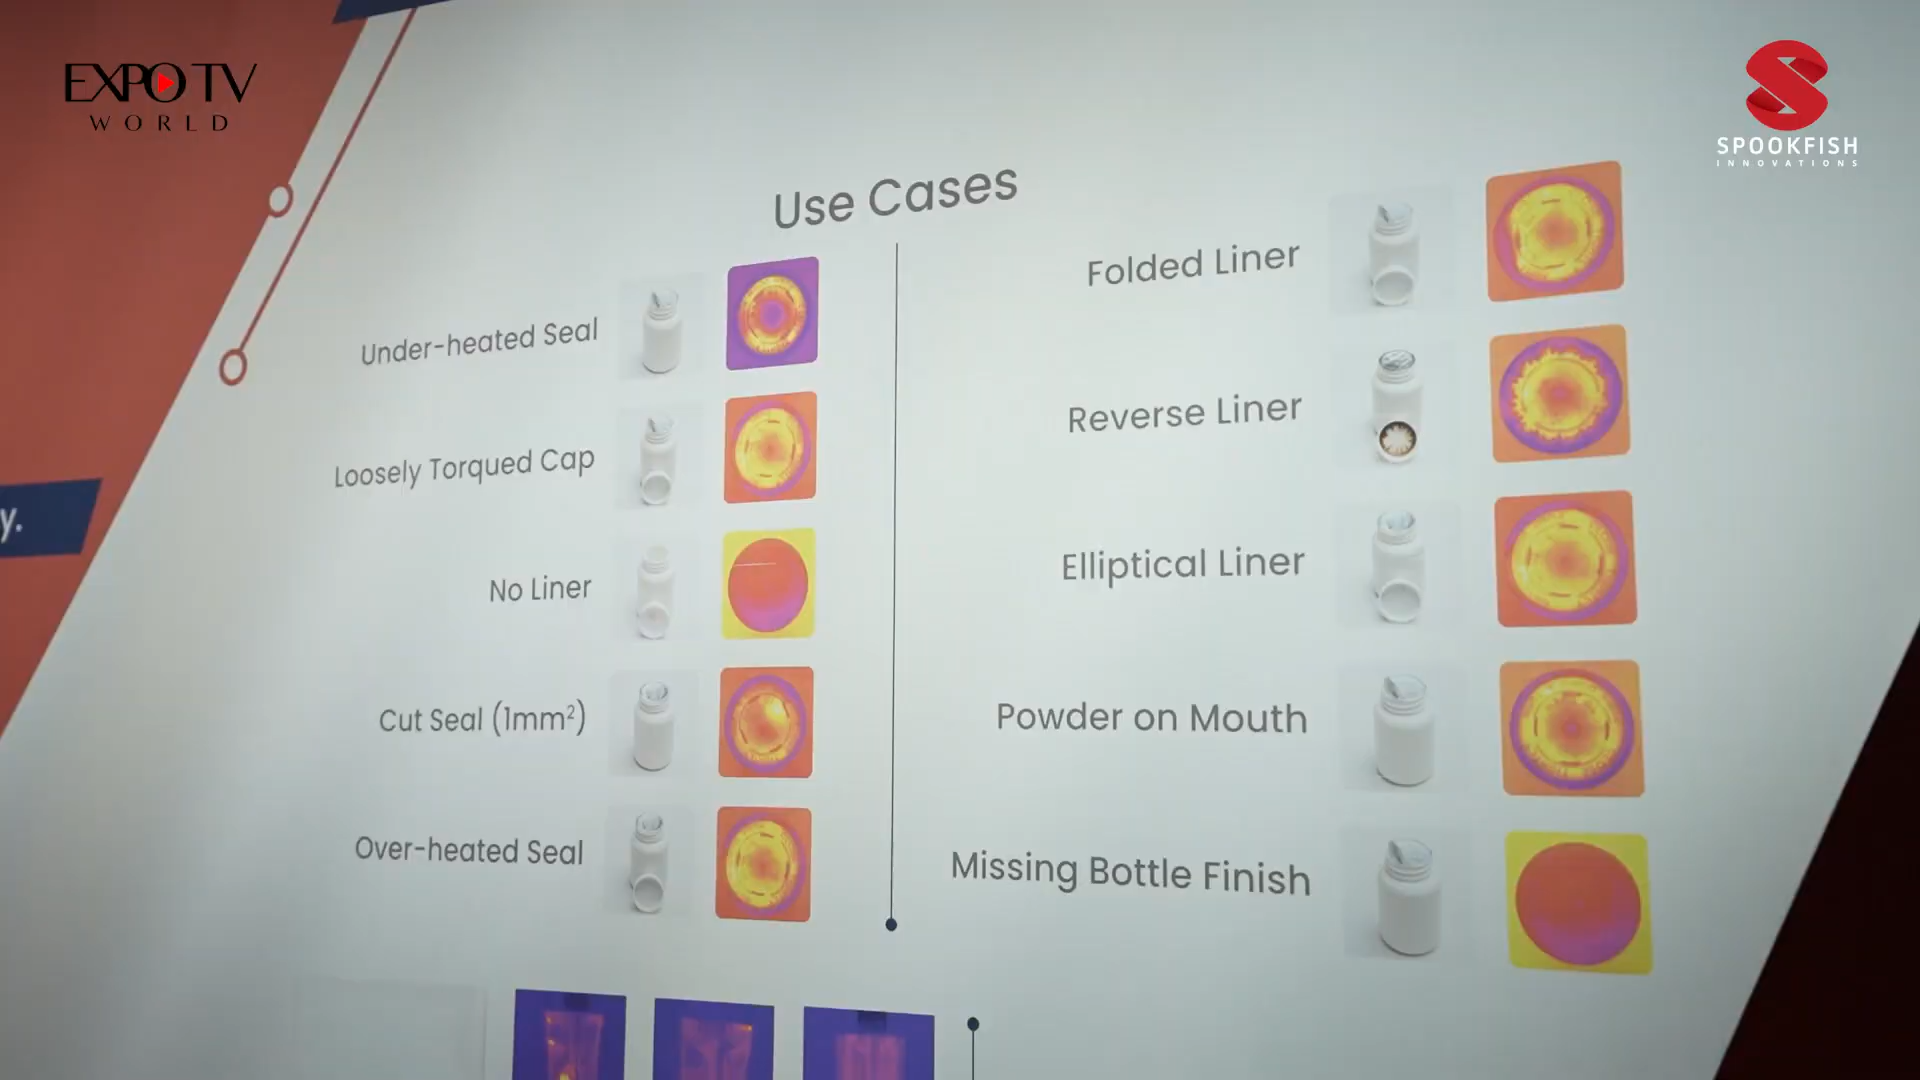 EXPO TV
WORLD
SPOOKFISH
INNOVATIONS
Use Cases
Under-heated Seal
Loosely Torqued Cap
No Liner
Cut Seal (1mm²)
Over-heated Seal
Folded Liner
Reverse Liner
Elliptical Liner
Powder on Mouth
Missing Bottle Finish
y.